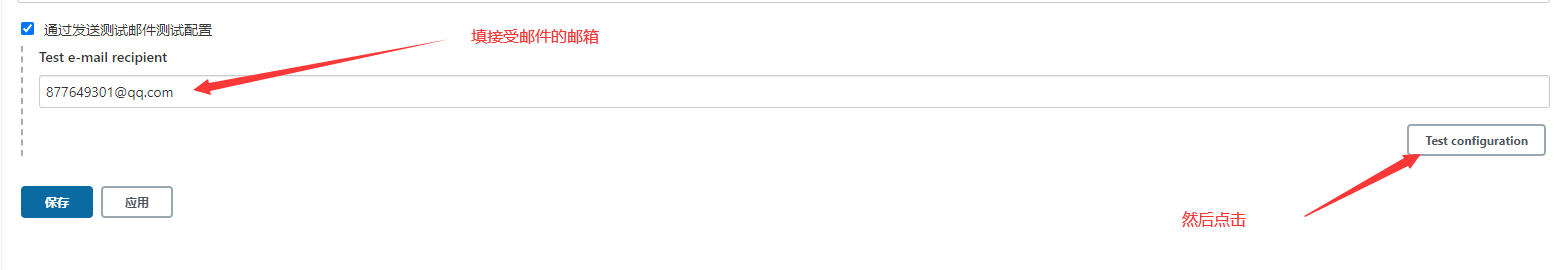 通过发送测试邮件测试配置
填接受邮件的邮箱
Test e-mail recipient
877649301@qq.com
Test configuration
保存
应用
然后点击